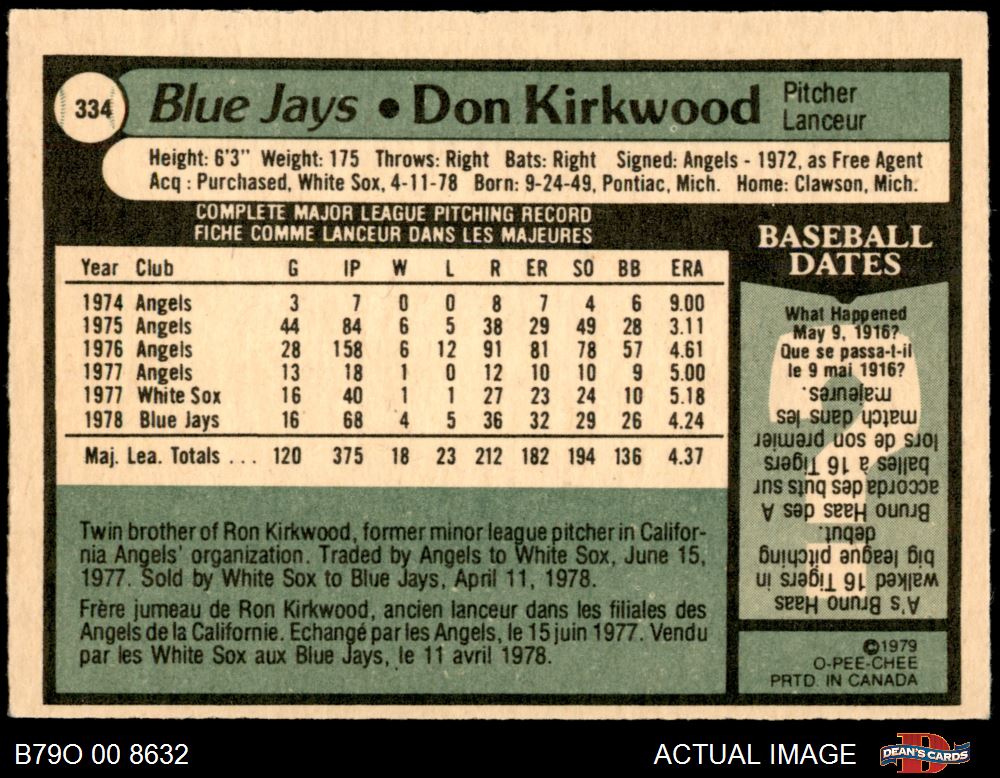 334
Blue Jays • Don Kirkwood
Pitcher
Lanceur
Height: 6'3" Weight: 175 Throws: Right Bats: Right Signed: Angels - 1972, as Free Agent
Acq : Purchased, White Sox, 4-11-78 Born: 9-24-49, Pontiac, Mich. Home: Clawson, Mich.
COMPLETE MAJOR LEAGUE PITCHING RECORD
FICHE COMME LANCEUR DANS LES MAJEURES
Year Club G IP W L R ER SO BB ERA
1974 Angels 3 7 0 0 8 7 4 6 9.00
1975 Angels 44 84 6 5 38 29 49 28 3.11
1976 Angels 28 158 6 12 91 81 78 57 4.61
1977 Angels 13 18 1 0 12 10 10 9 5.00
1977 White Sox 16 40 1 1 27 23 24 10 5.18
1978 Blue Jays 16 68 4 5 36 32 29 26 4.24
Maj. Lea. Totals ... 120 375 18 23 212 182 194 136 4.37
Twin brother of Ron Kirkwood, former minor league pitcher in Califor-
nia Angels' organization. Traded by Angels to White Sox, June 15,
1977. Sold by White Sox to Blue Jays, April 11, 1978.
Frère jumeau de Ron Kirkwood, ancien lanceur dans les filiales des
Angels de la Californie. Echangé par les Angels, le 15 juin 1977. Vendu
par les White Sox aux Blue Jays, le 11 avril 1978.
BASEBALL
DATES
What Happened
May 9, 1916?
Que se passa-t-il
le 9 mai 1916?
A's Bruno Haas
walked 16 Tigers in
big league pitching
debut.
Bruno Haas des A
accorda des buts sur
balles à 16 Tigers
lors de son premier
match dans les
majeures.
©1979
O-PEE-CHEE
PRTD. IN CANADA
B79O 00 8632
ACTUAL IMAGE
D
DEAN'S CARDS